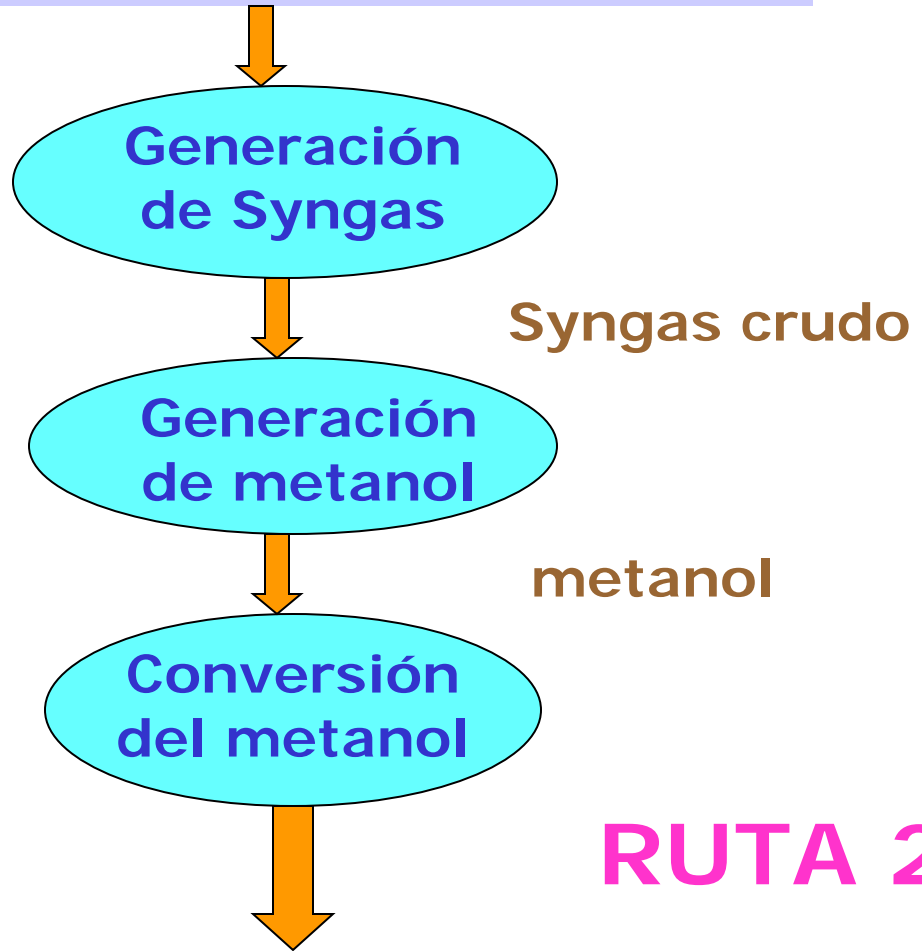 Generación
de Syngas
Syngas crudo
Generación
de metanol
metanol
Conversión
del metanol
RUTA 2